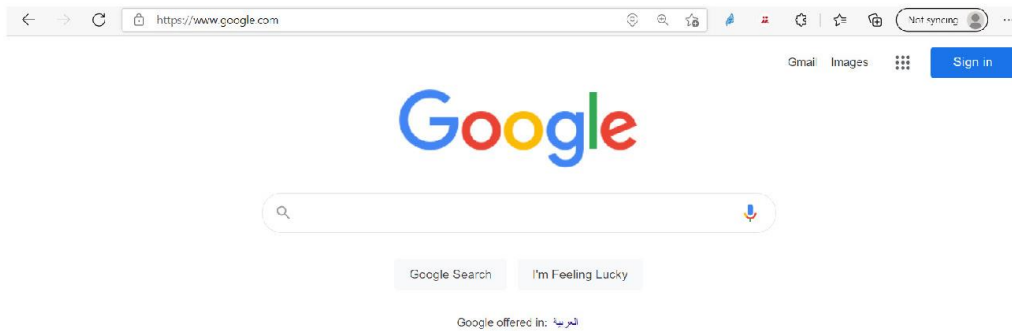 https://www.google.com Not syncing
Gmail Images Sign in
Google
Google Search I'm Feeling Lucky
Google offered in: العربية